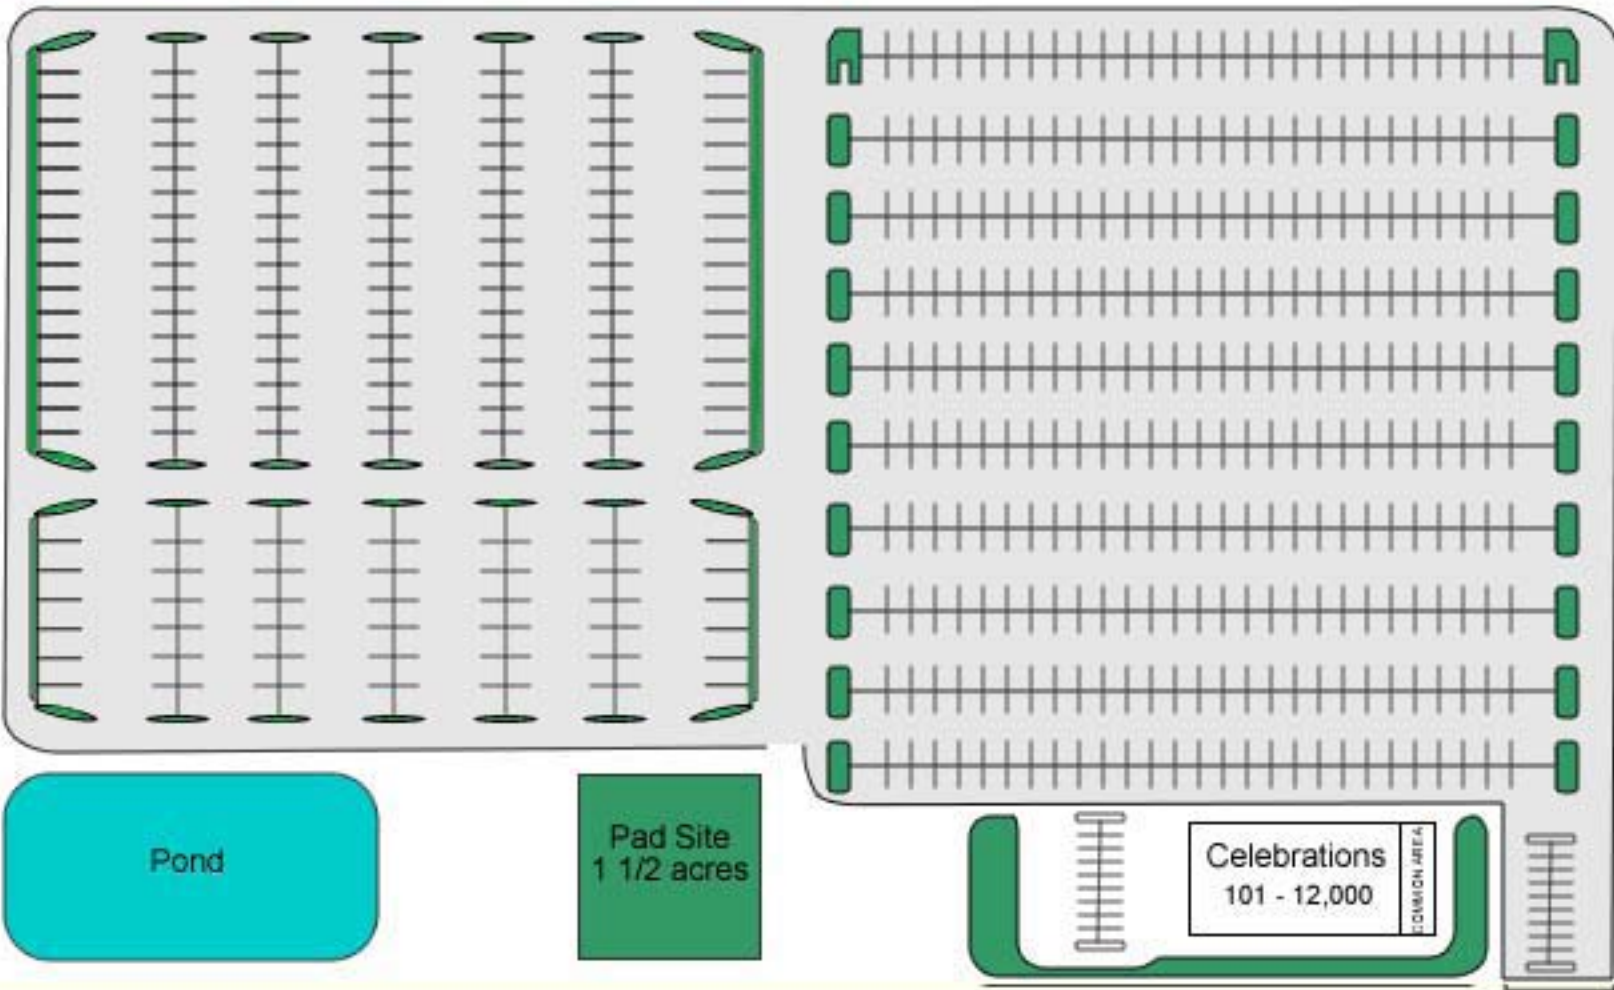 Pond
Pad Site
1 1/2 acres
Celebrations
101 - 12,000
COMMON AREA